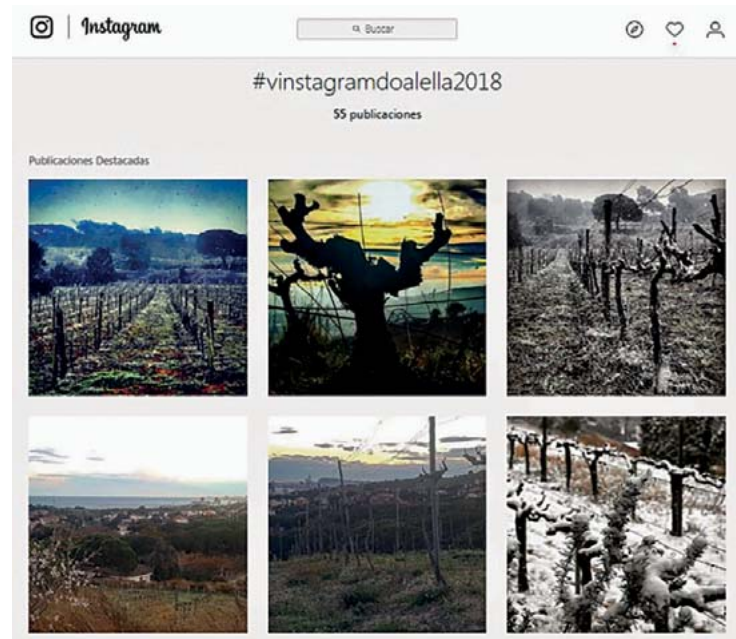 Instagram
Buscar
#vinstagramdoalella2018
55 publicaciones
Publicaciones Destacadas